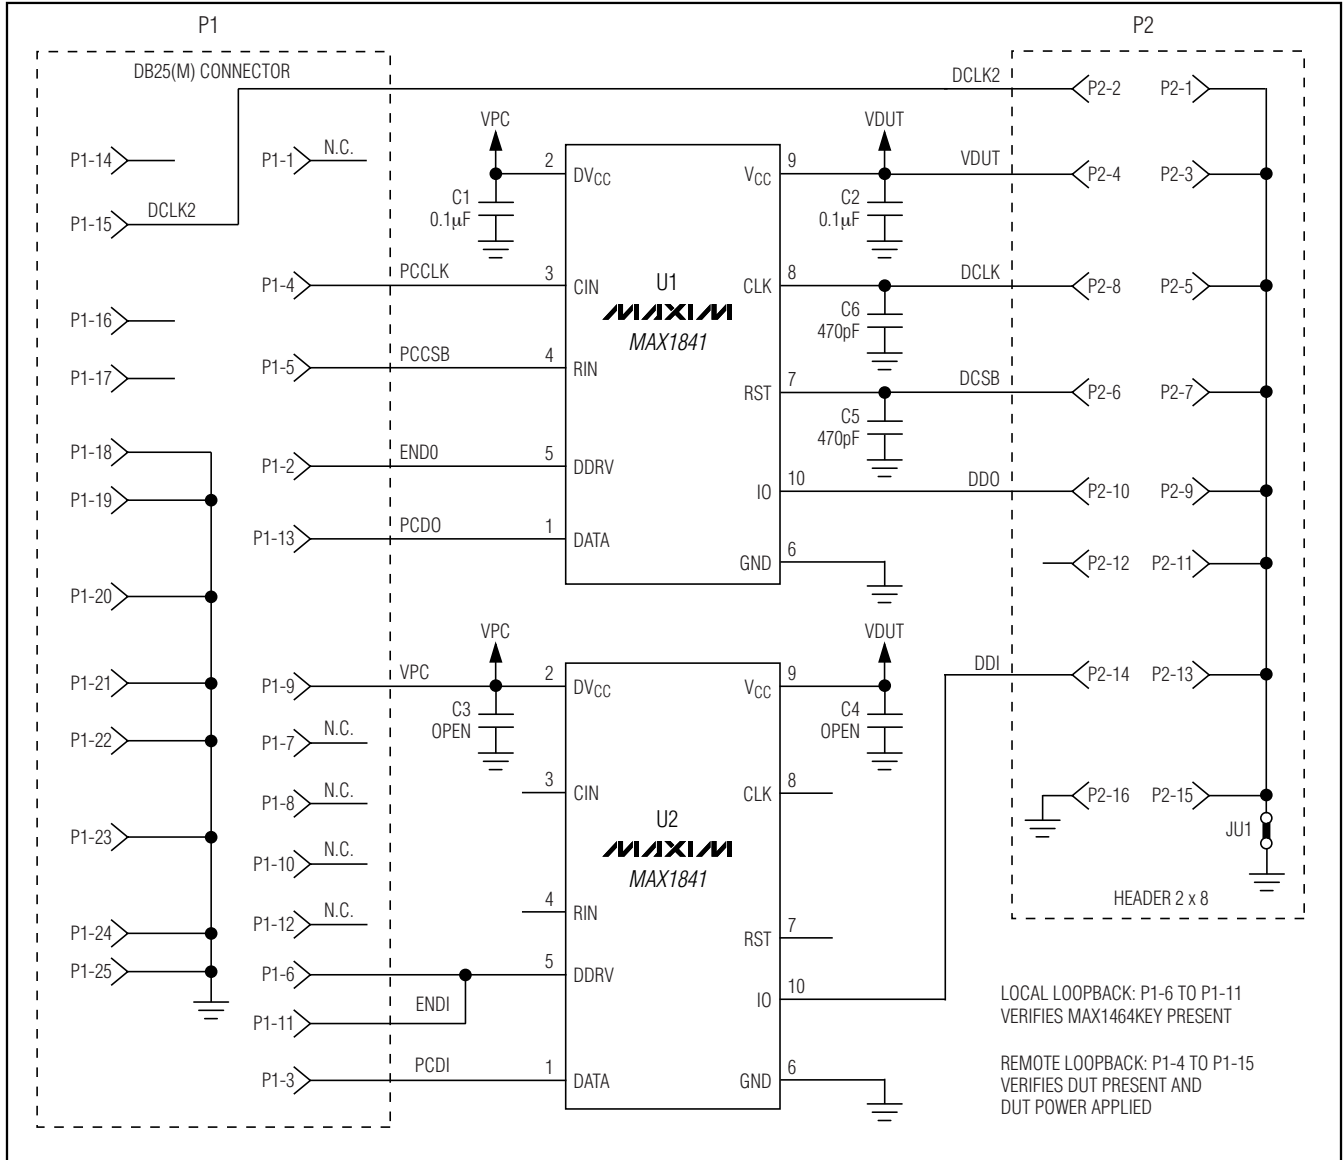 P1
P2
DB25(M) CONNECTOR
DCLK2
P2-2
P2-1
VPC
VDUT
P1-14
P1-1
N.C.
2
DVCC
VCC
9
VDUT
P2-4
P2-3
C1
0.1µF
C2
0.1µF
P1-15
DCLK2
P1-4
PCCLK
3
CIN
U1
MAXIM
MAX1841
CLK
8
DCLK
P2-8
P2-5
C6
470pF
P1-16
P1-17
P1-5
PCCSB
4
RIN
RST
7
DCSB
P2-6
P2-7
C5
470pF
P1-18
P1-2
END0
5
DDRV
IO
10
DDO
P2-10
P2-9
P1-19
P1-13
PCDO
1
DATA
GND
6
P2-12
P2-11
P1-20
VPC
VDUT
P1-21
P1-9
VPC
2
DVCC
VCC
9
DDI
P2-14
P2-13
C3
OPEN
C4
OPEN
P1-22
P1-7
N.C.
3
CIN
CLK
8
P1-8
N.C.
P2-16
P2-15
JU1
P1-23
U2
MAXIM
MAX1841
P1-10
N.C.
HEADER 2 x 8
P1-12
N.C.
4
RIN
RST
7
P1-24
P1-25
P1-6
5
DDRV
ENDI
P1-11
IO
10
P1-3
PCDI
1
DATA
GND
6
LOCAL LOOPBACK: P1-6 TO P1-11
VERIFIES MAX1464KEY PRESENT
REMOTE LOOPBACK: P1-4 TO P1-15
VERIFIES DUT PRESENT AND
DUT POWER APPLIED